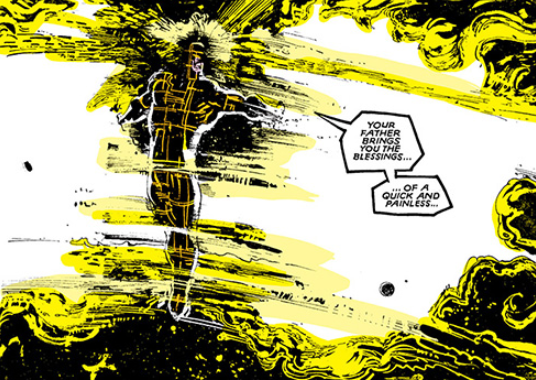 YOUR
FATHER
BRINGS
YOU THE
BLESSINGS...
...OF A
QUICK AND
PAINLESS...